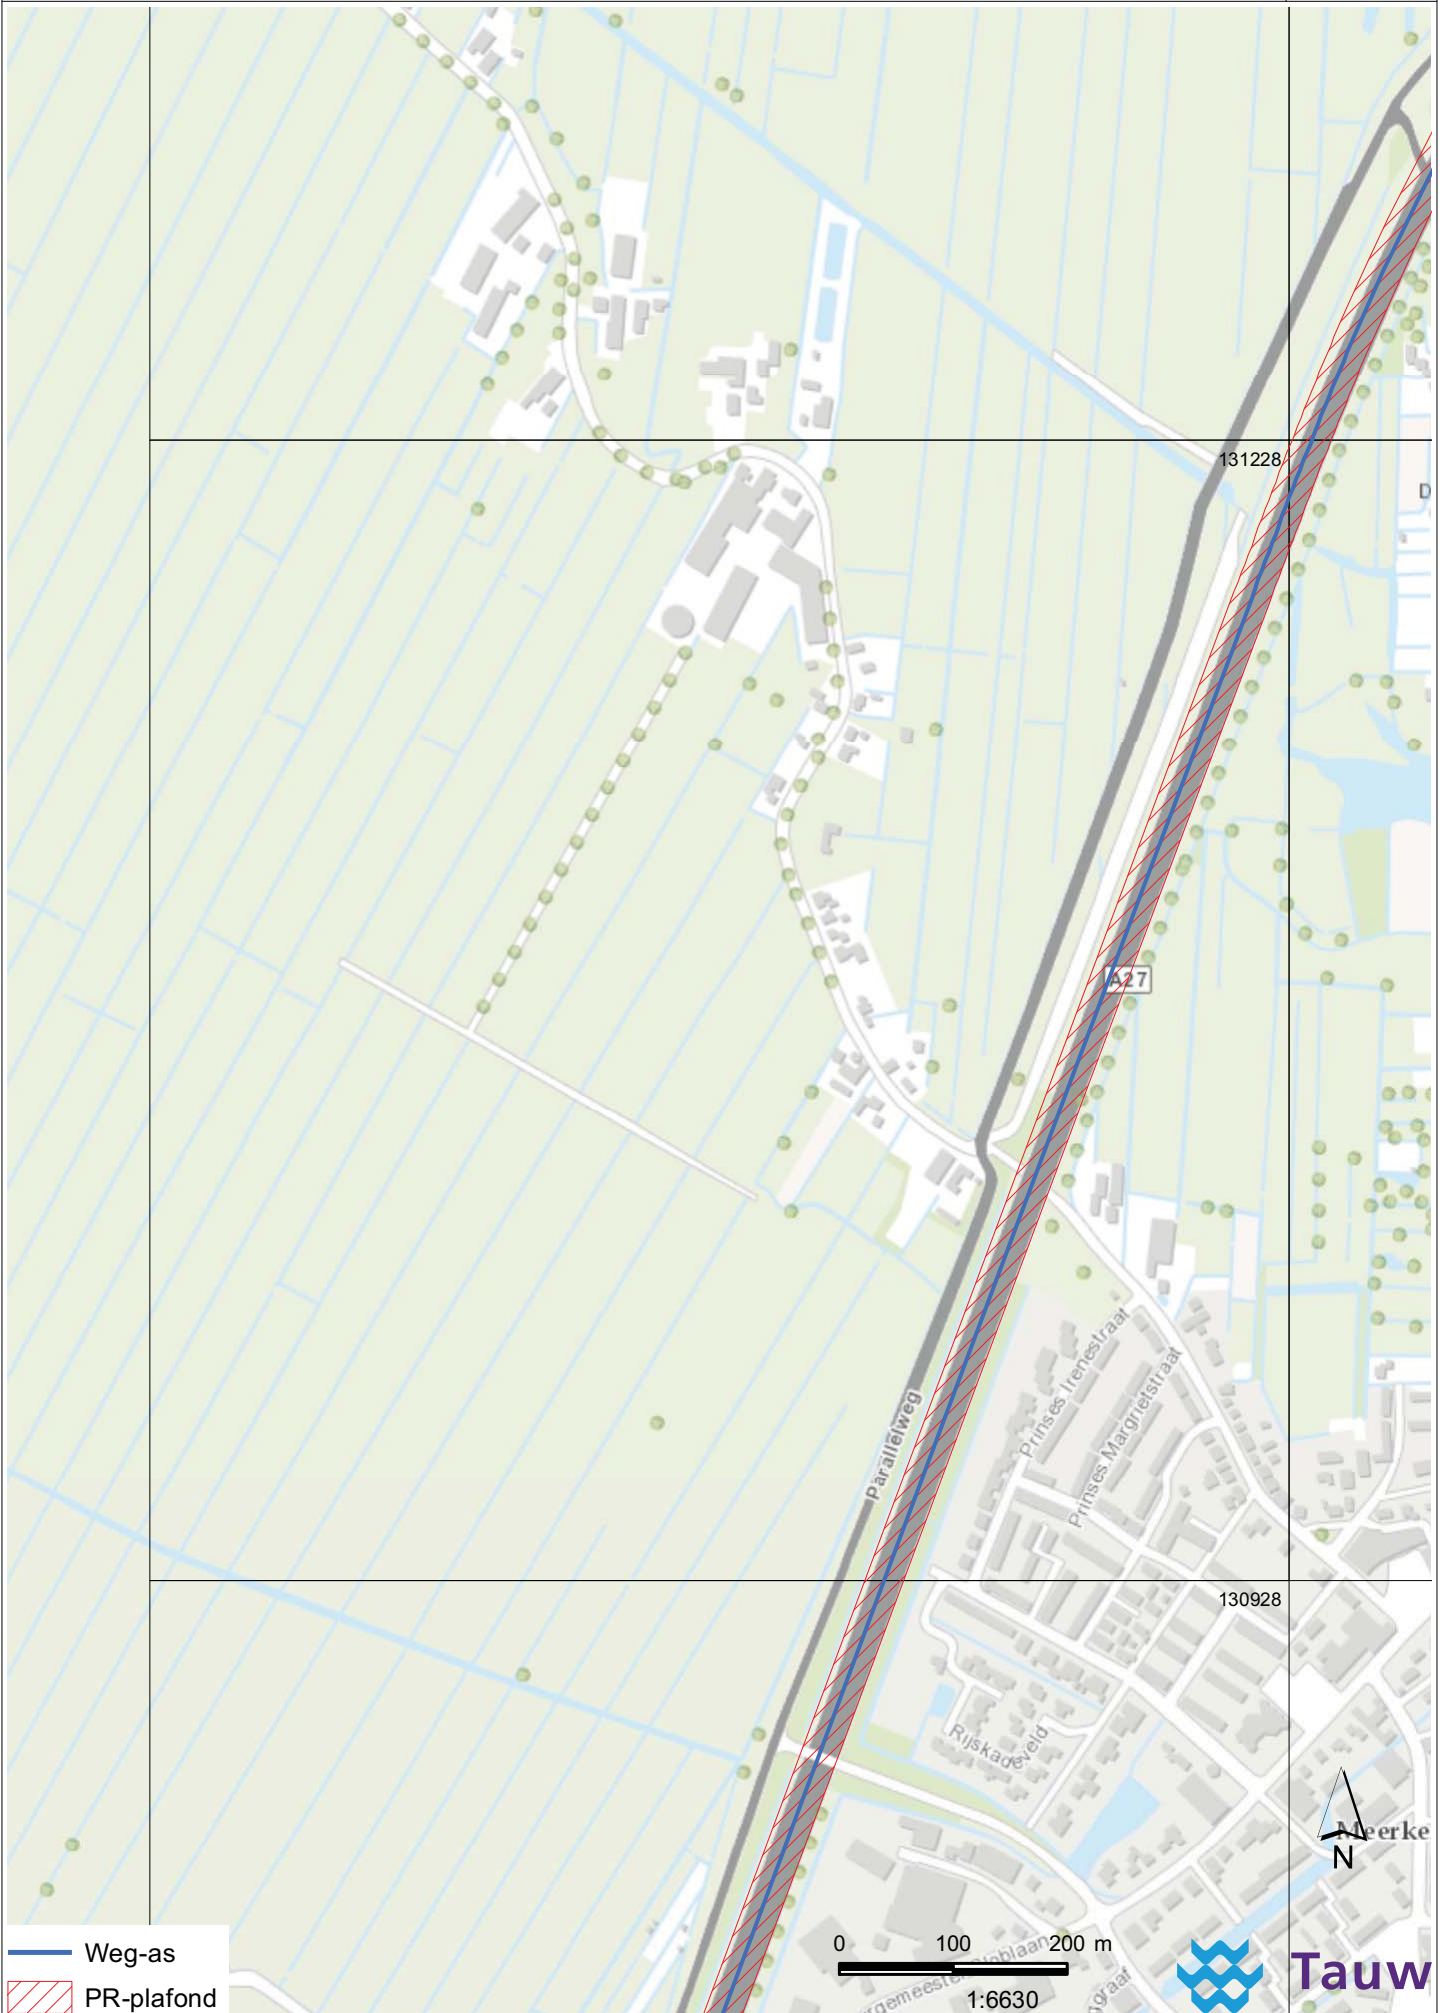 131228
D
A27
Prinses Irenestraat
Prinses Margrietstraat
Parallelweg
130928
Rijskadeveld
Meerke
N
Weg-as
PR-plafond
0 100 200 m
1:6630
Tauw